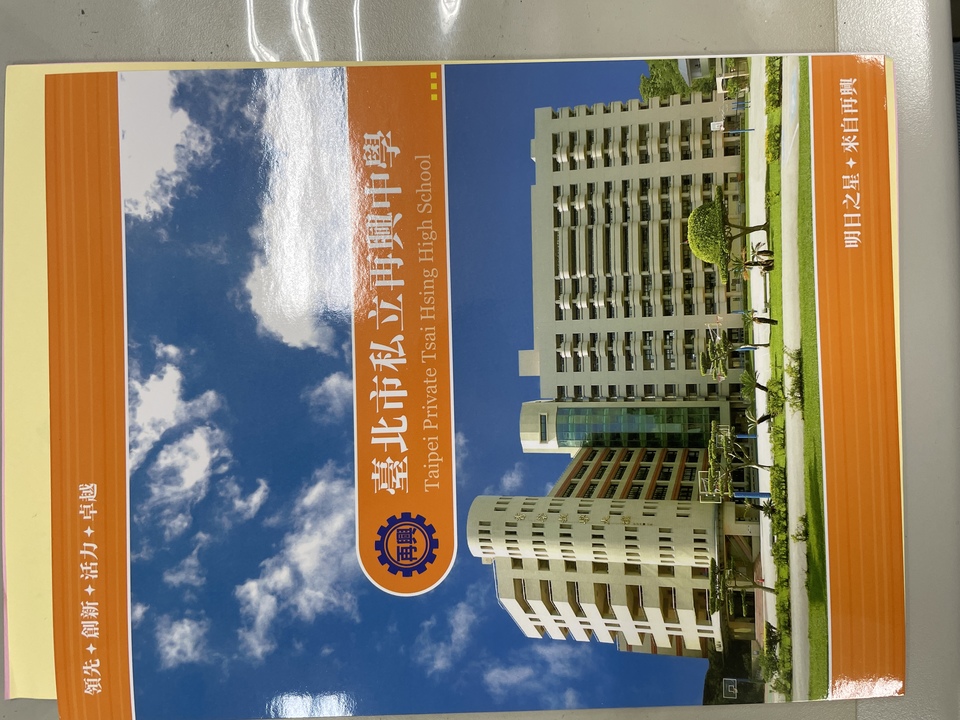 領先✦創新✦活力✦卓越
臺北市私立再興中學
Taipei Private Tsai Hsing High School
再興
明日之星✦來自再興